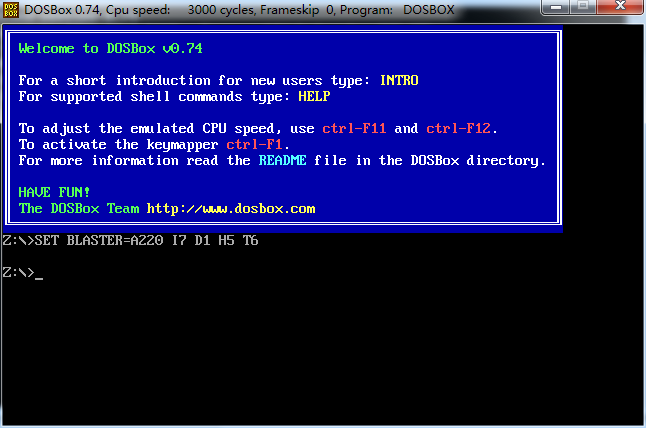 DOS
BOX
DOSBox 0.74, Cpu speed: 3000 cycles, Frameskip 0, Program: DOSBOX
Welcome to DOSBox v0.74
For a short introduction for new users type: INTRO
For supported shell commands type: HELP
To adjust the emulated CPU speed, use ctrl-F11 and ctrl-F12.
To activate the keymapper ctrl-F1.
For more information read the README file in the DOSBox directory.
HAVE FUN!
The DOSBox Team http://www.dosbox.com
Z:\>SET BLASTER=A220 I7 D1 H5 T6
Z:\>_